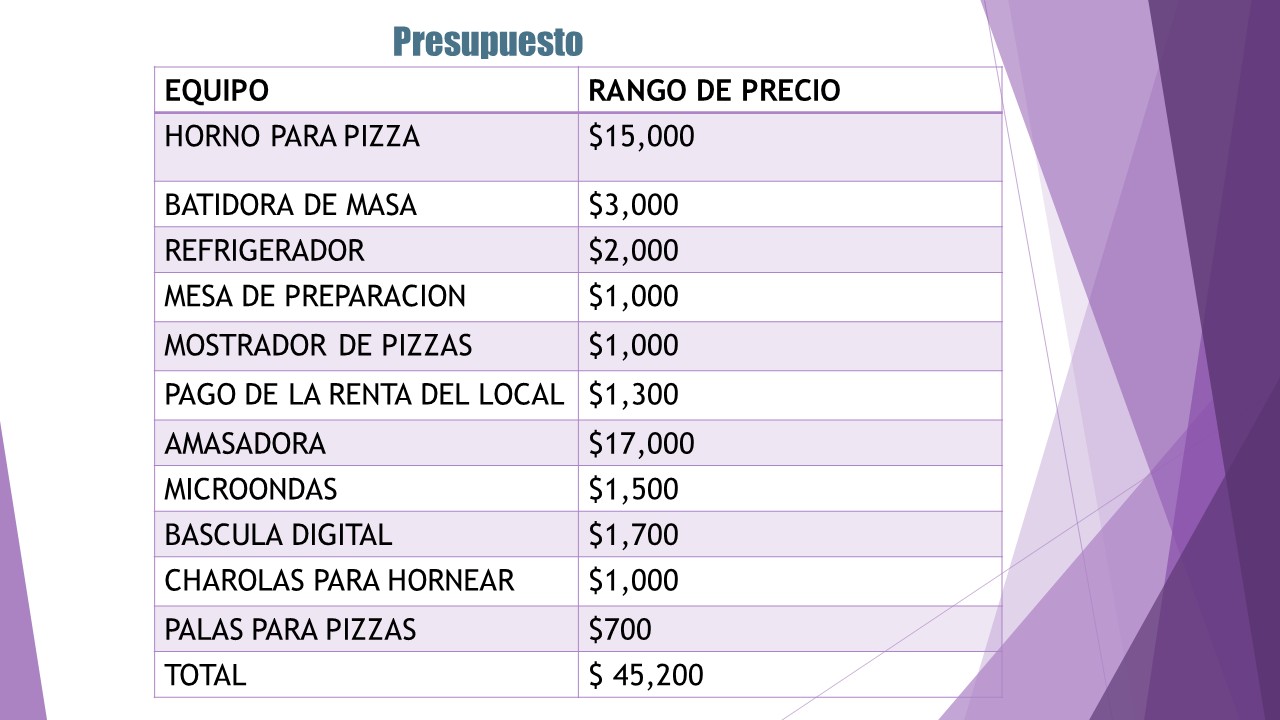 Presupuesto
EQUIPO RANGO DE PRECIO
HORNO PARA PIZZA $15,000
BATIDORA DE MASA $3,000
REFRIGERADOR $2,000
MESA DE PREPARACION $1,000
MOSTRADOR DE PIZZAS $1,000
PAGO DE LA RENTA DEL LOCAL $1,300
AMASADORA $17,000
MICROONDAS $1,500
BASCULA DIGITAL $1,700
CHAROLAS PARA HORNEAR $1,000
PALAS PARA PIZZAS $700
TOTAL $ 45,200